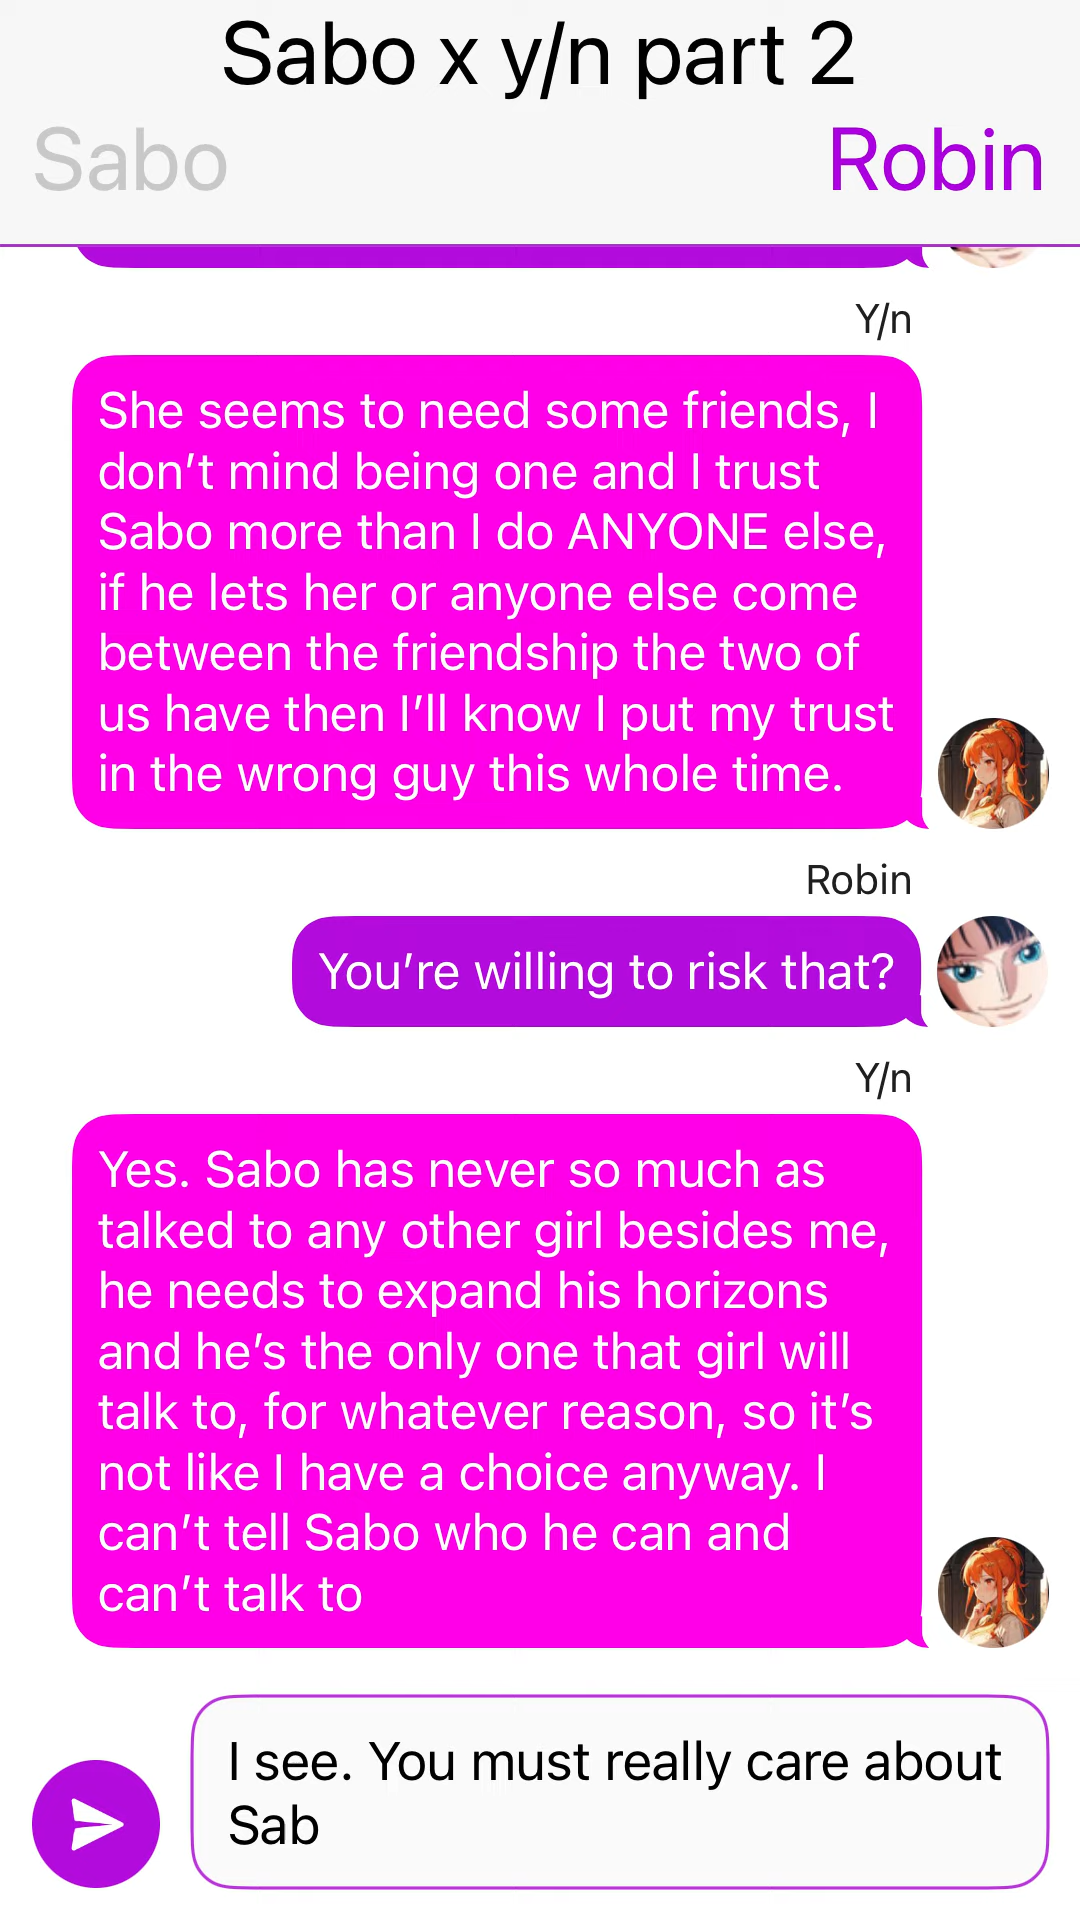 Sabo x y/n part 2
Sabo
Robin
Y/n
She seems to need some friends, I
don’t mind being one and I trust
Sabo more than I do ANYONE else,
if he lets her or anyone else come
between the friendship the two of
us have then I’ll know I put my trust
in the wrong guy this whole time.
Robin
You’re willing to risk that?
Y/n
Yes. Sabo has never so much as
talked to any other girl besides me,
he needs to expand his horizons
and he’s the only one that girl will
talk to, for whatever reason, so it’s
not like I have a choice anyway. I
can’t tell Sabo who he can and
can’t talk to
I see. You must really care about
Sab